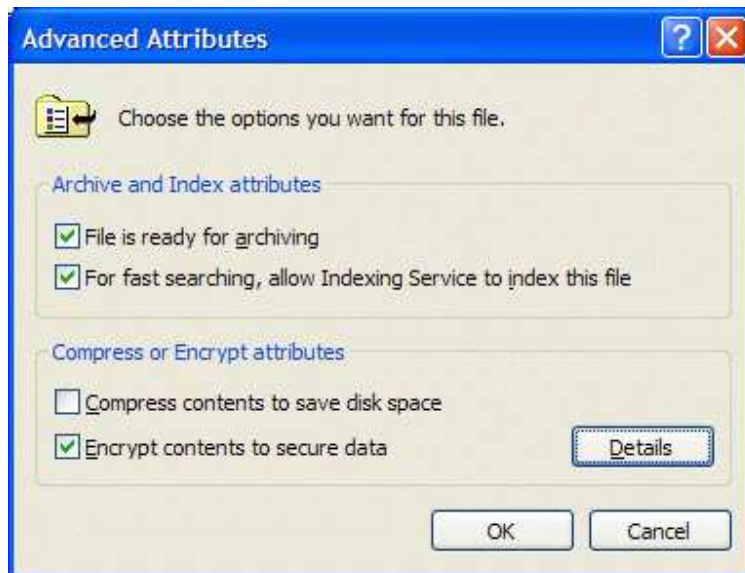 Advanced Attributes
Choose the options you want for this file.
Archive and Index attributes
File is ready for archiving
For fast searching, allow Indexing Service to index this file
Compress or Encrypt attributes
Compress contents to save disk space
Encrypt contents to secure data
Details
OK
Cancel